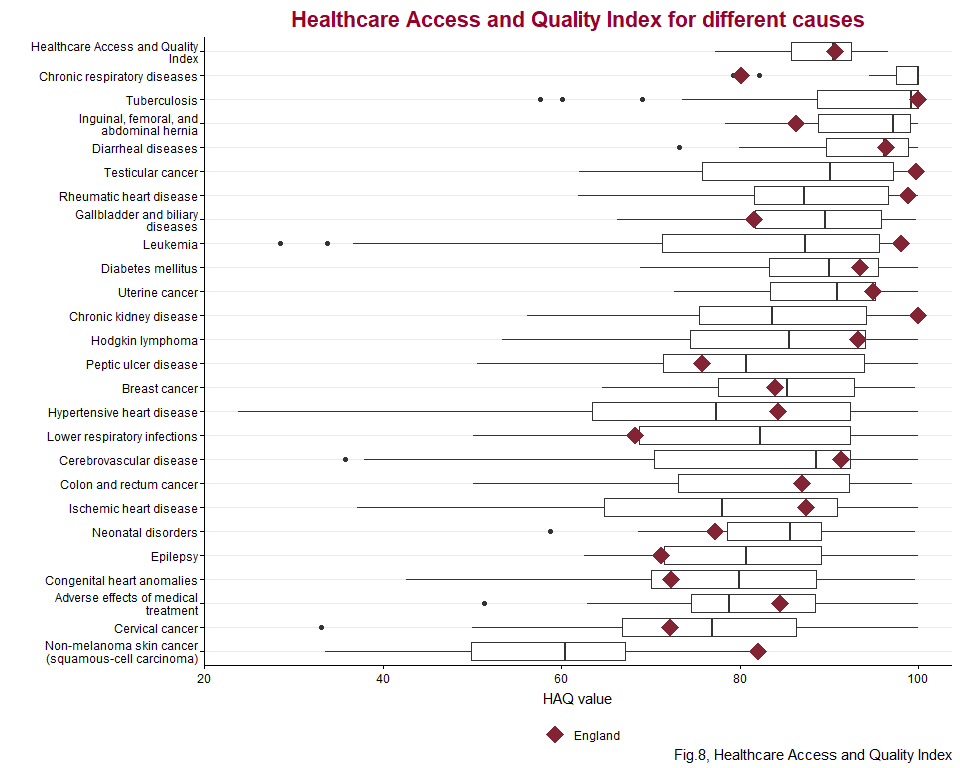 Healthcare Access and Quality Index for different causes
Healthcare Access and Quality
Index
Chronic respiratory diseases
Tuberculosis
Inguinal, femoral, and
abdominal hernia
Diarrheal diseases
Testicular cancer
Rheumatic heart disease
Gallbladder and biliary
diseases
Leukemia
Diabetes mellitus
Uterine cancer
Chronic kidney disease
Hodgkin lymphoma
Peptic ulcer disease
Breast cancer
Hypertensive heart disease
Lower respiratory infections
Cerebrovascular disease
Colon and rectum cancer
Ischemic heart disease
Neonatal disorders
Epilepsy
Congenital heart anomalies
Adverse effects of medical
treatment
Cervical cancer
Non-melanoma skin cancer
(squamous-cell carcinoma)
20 40 60 80 100
HAQ value
England
Fig.8, Healthcare Access and Quality Index